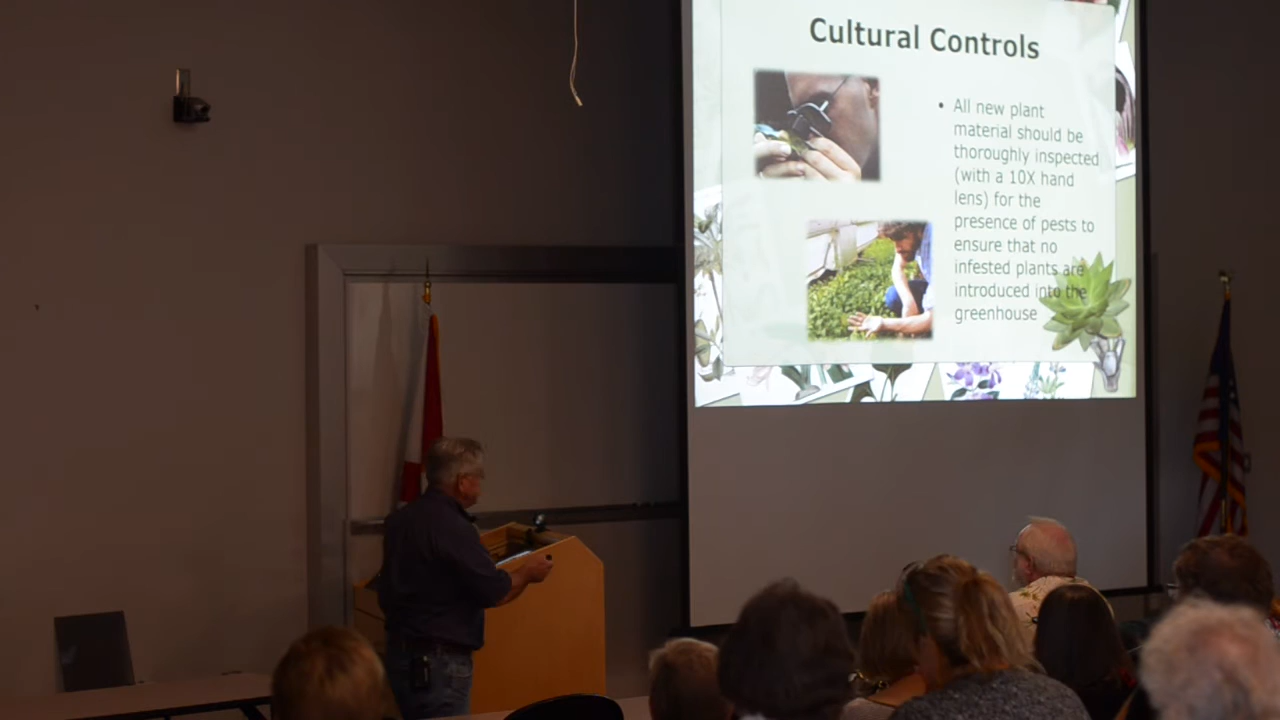 Cultural Controls
• All new plant
material should be
thoroughly inspected
(with a 10X hand
lens) for the
presence of pests to
ensure that no
infested plants are
introduced into the
greenhouse